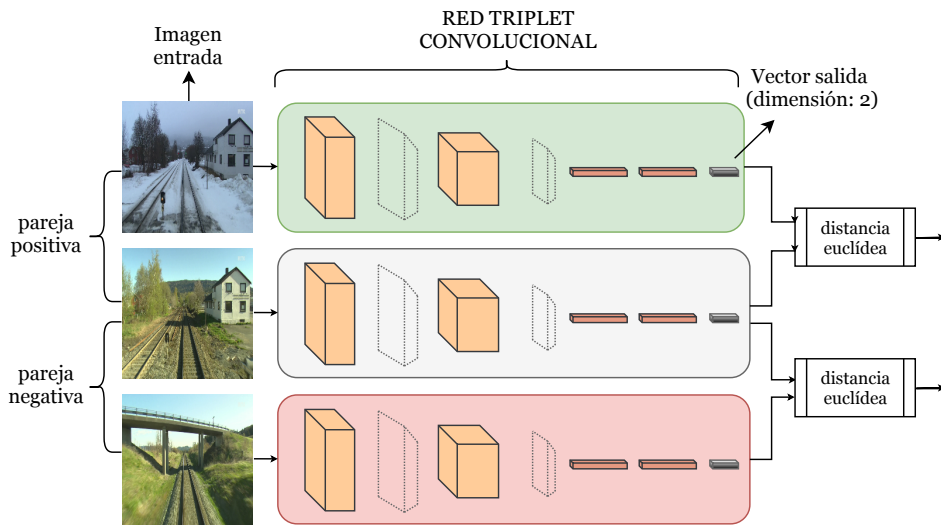 RED TRIPLET
CONVOLUCIONAL
Imagen
entrada
Vector salida
(dimensión: 2)
pareja
positiva
distancia
euclídea
pareja
negativa
distancia
euclídea